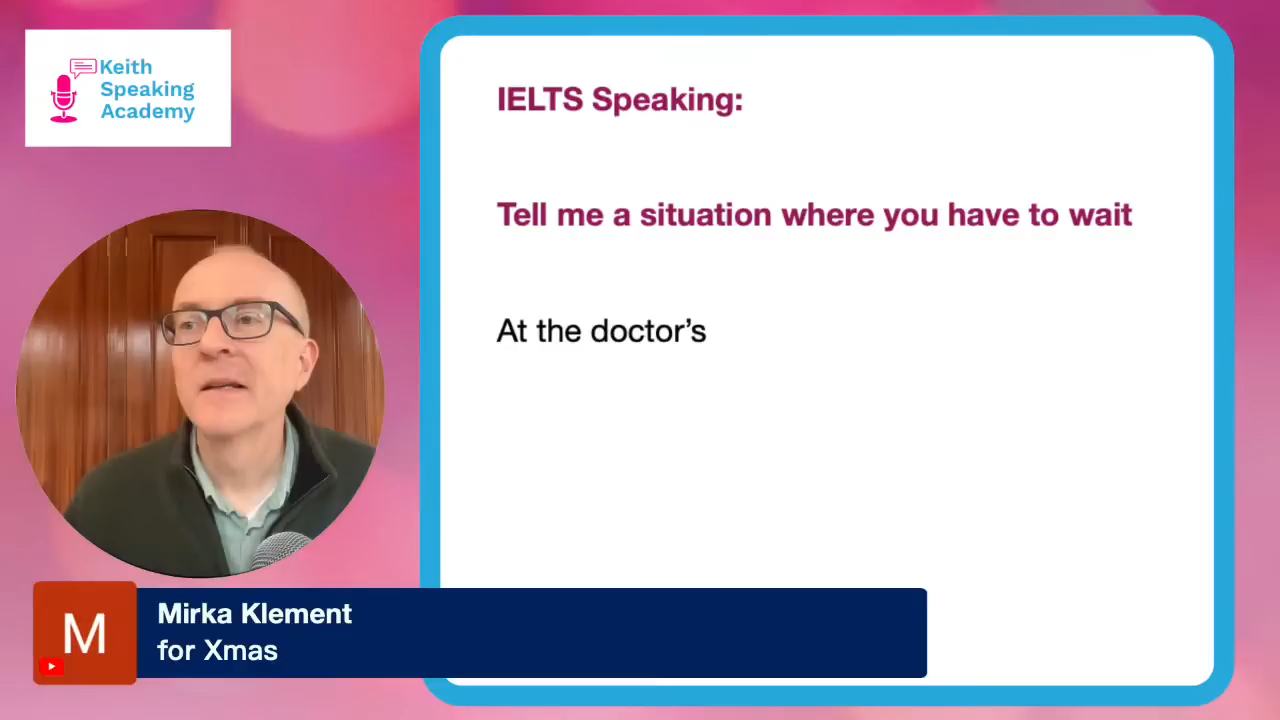 Keith
Speaking
Academy
IELTS Speaking:
Tell me a situation where you have to wait
At the doctor’s
M
Mirka Klement
for Xmas